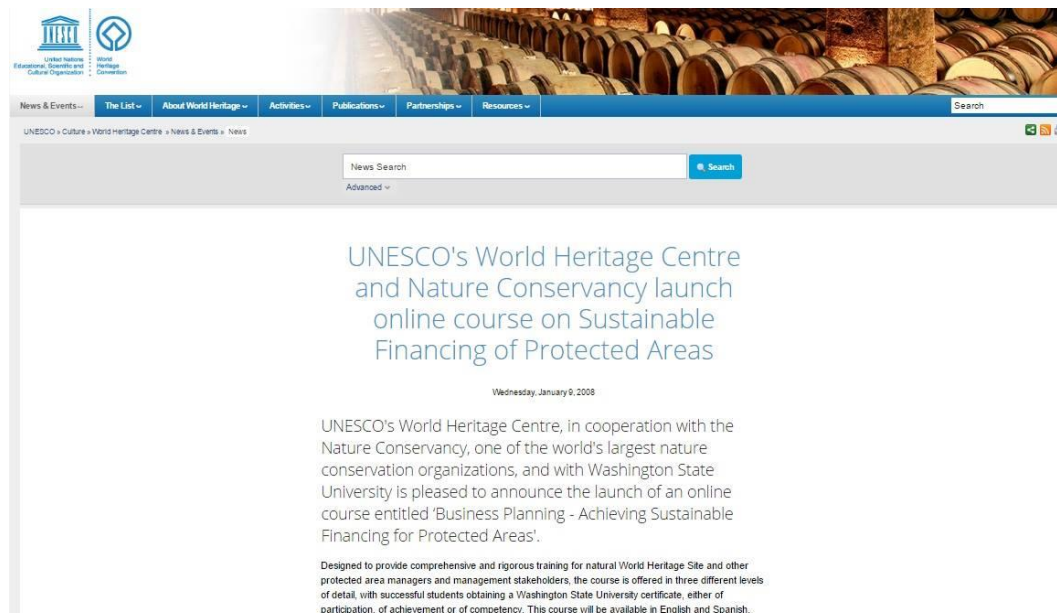 UNESCO
United Nations
Educational, Scientific and
Cultural Organization
World
Heritage
Convention
News & Events
The List
About World Heritage
Activities
Publications
Partnerships
Resources
Search
UNESCO » Culture » World Heritage Centre » News & Events » News
News Search
Search
Advanced
UNESCO's World Heritage Centre
and Nature Conservancy launch
online course on Sustainable
Financing of Protected Areas
Wednesday, January 9, 2008
UNESCO's World Heritage Centre, in cooperation with the
Nature Conservancy, one of the world's largest nature
conservation organizations, and with Washington State
University is pleased to announce the launch of an online
course entitled 'Business Planning - Achieving Sustainable
Financing for Protected Areas'.
Designed to provide comprehensive and rigorous training for natural World Heritage Site and other
protected area managers and management stakeholders, the course is offered in three different levels
of detail, with successful students obtaining a Washington State University certificate, either of
participation, of achievement or of competency. This course will be available in English and Spanish,